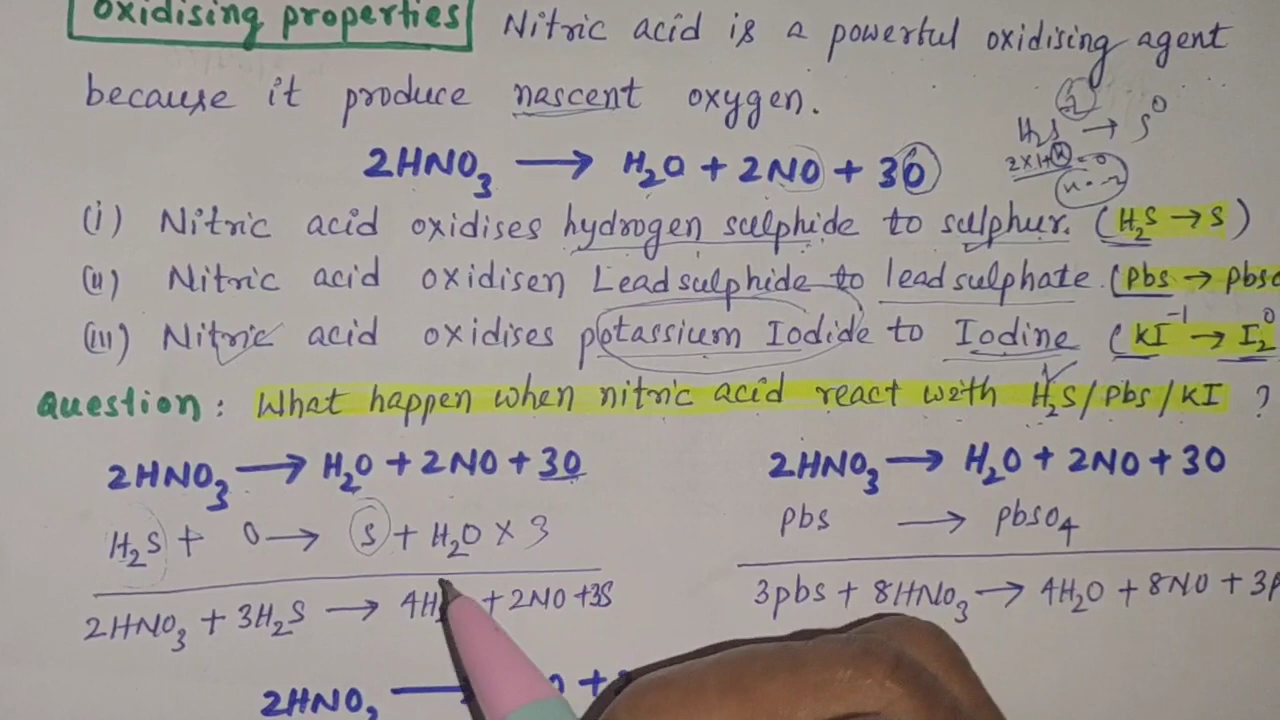 Oxidising properties Nitric acid is a powerful oxidising agent
because it produce nascent oxygen.
H₂S → S⁰
2HNO₃ → H₂O + 2NO + 3O
(i) Nitric acid oxidises hydrogen sulphide to sulphur. (H₂S → S)
(ii) Nitric acid oxidisen Lead sulphide to lead sulphate. (Pbs → pbso
(iii) Nitric acid oxidises potassium Iodide to Iodine (KI⁻¹ → I₂⁰
Question: What happen when nitric acid react with H₂S/Pbs/KI ?
2HNO₃ → H₂O + 2NO + 3O
2HNO₃ → H₂O + 2NO + 3O
H₂S + O → S + H₂O × 3
Pbs → pbso₄
2HNO₃ + 3H₂S → 4H + 2NO + 3S
3pbs + 8HNO₃ → 4H₂O + 8NO + 3p
2HNO₃ →